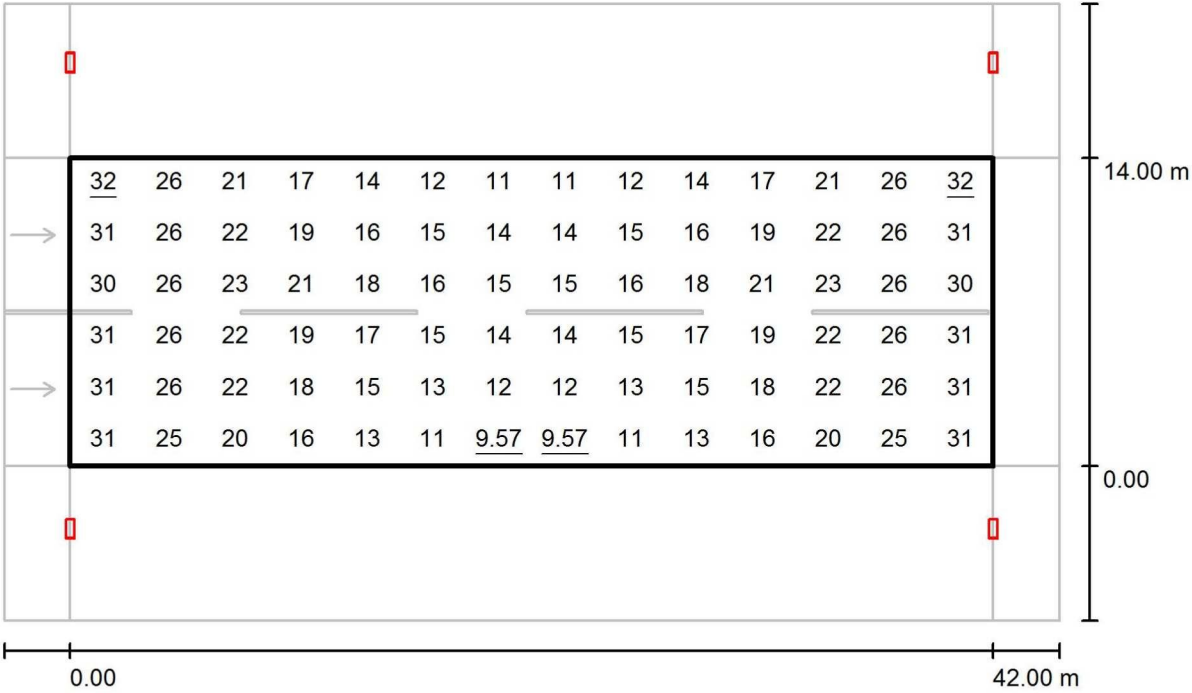 32 26 21 17 14 12 11 11 12 14 17 21 26 32
14.00 m
31 26 22 19 16 15 14 14 15 16 19 22 26 31
30 26 23 21 18 16 15 15 16 18 21 23 26 30
31 26 22 19 17 15 14 14 15 17 19 22 26 31
31 26 22 18 15 13 12 12 13 15 18 22 26 31
31 25 20 16 13 11 9.57 9.57 11 13 16 20 25 31
0.00
0.00 42.00 m